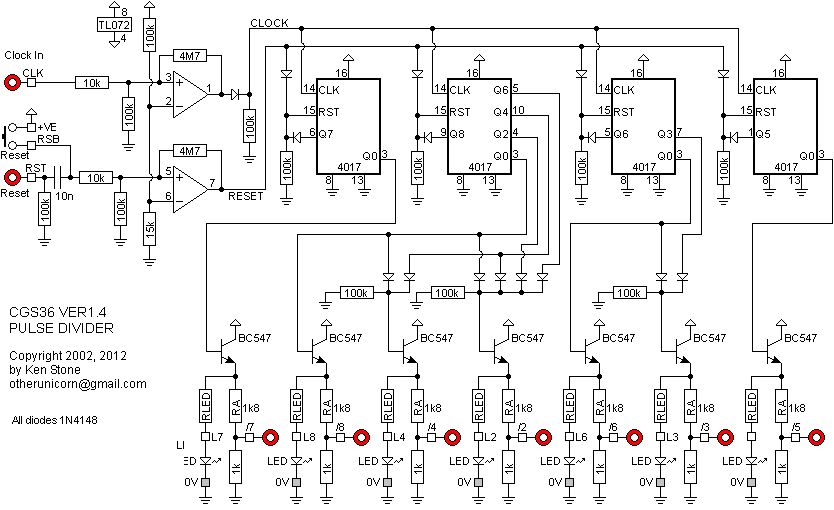 8
TL072
4
100k
4M7
CLOCK
Clock In
CLK
10k
3
+
1
2
-
100k
100k
+VE
RSB
Reset
RST
Reset
10n
10k
4M7
5
+
7
6
-
RESET
100k
100k
15k
16
14 CLK
15 RST
6 Q7
Q0 3
4017
8 13
100k
16
14 CLK Q6 5
15 RST Q4 10
9 Q8 Q2 4
Q0 3
4017
8 13
100k
16
14 CLK
15 RST
5 Q6 Q3 7
Q0 3
4017
8 13
100k
16
14 CLK
15 RST
1 Q5
Q0 3
4017
8 13
100k
100k
100k
100k
CGS36 VER1.4
PULSE DIVIDER
Copyright 2002, 2012
by Ken Stone
otherunicorn@gmail.com
All diodes 1N4148
BC547 BC547 BC547 BC547 BC547 BC547 BC547
RLED RA 1k8 RLED RA 1k8 RLED RA 1k8 RLED RA 1k8 RLED RA 1k8 RLED RA 1k8 RLED RA 1k8
L7 /7 L8 /8 L4 /4 L2 /2 L6 /6 L3 /3 L5 /5
LI
ED 1k LED 1k LED 1k LED 1k LED 1k LED 1k LED 1k
0V 0V 0V 0V 0V 0V 0V